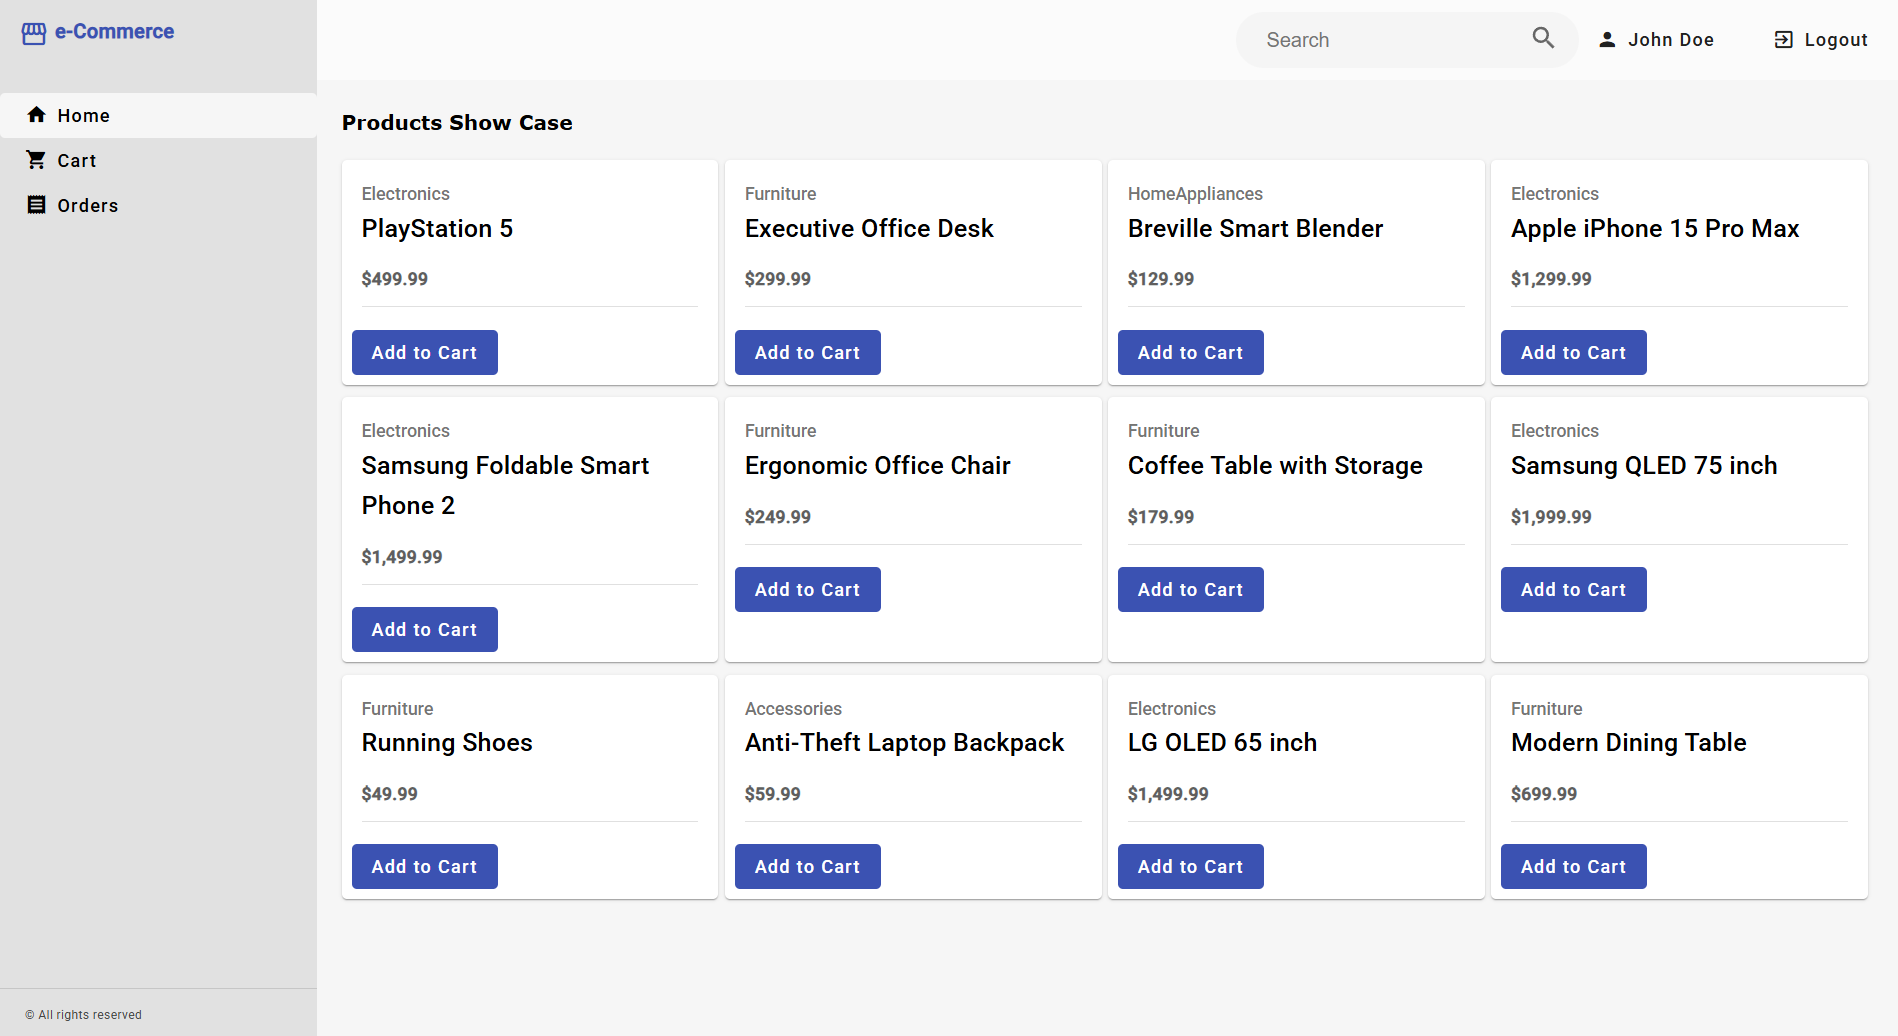 e-Commerce
Search
John Doe
Logout
Home
Cart
Orders
Products Show Case
Electronics
PlayStation 5
$499.99
Add to Cart
Furniture
Executive Office Desk
$299.99
Add to Cart
HomeAppliances
Breville Smart Blender
$129.99
Add to Cart
Electronics
Apple iPhone 15 Pro Max
$1,299.99
Add to Cart
Electronics
Samsung Foldable Smart
Phone 2
$1,499.99
Add to Cart
Furniture
Ergonomic Office Chair
$249.99
Add to Cart
Furniture
Coffee Table with Storage
$179.99
Add to Cart
Electronics
Samsung QLED 75 inch
$1,999.99
Add to Cart
Furniture
Running Shoes
$49.99
Add to Cart
Accessories
Anti-Theft Laptop Backpack
$59.99
Add to Cart
Electronics
LG OLED 65 inch
$1,499.99
Add to Cart
Furniture
Modern Dining Table
$699.99
Add to Cart
© All rights reserved